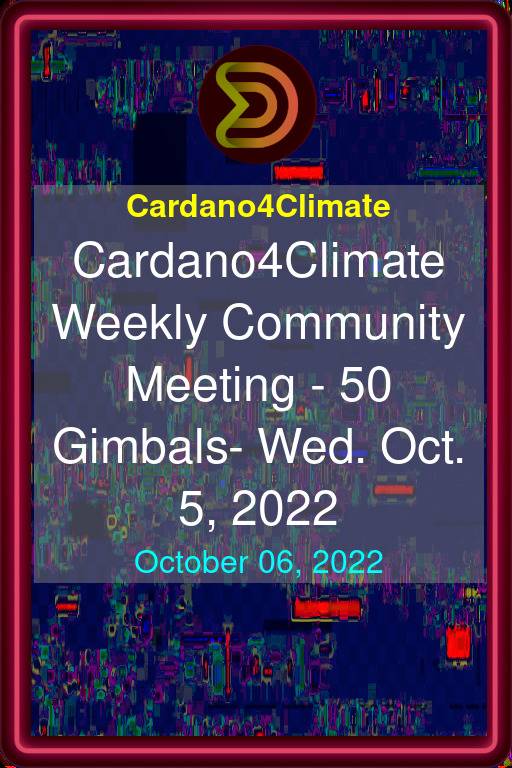 Cardano4Climate
Cardano4Climate
Weekly Community
Meeting - 50
Gimbals- Wed. Oct.
5, 2022
October 06, 2022